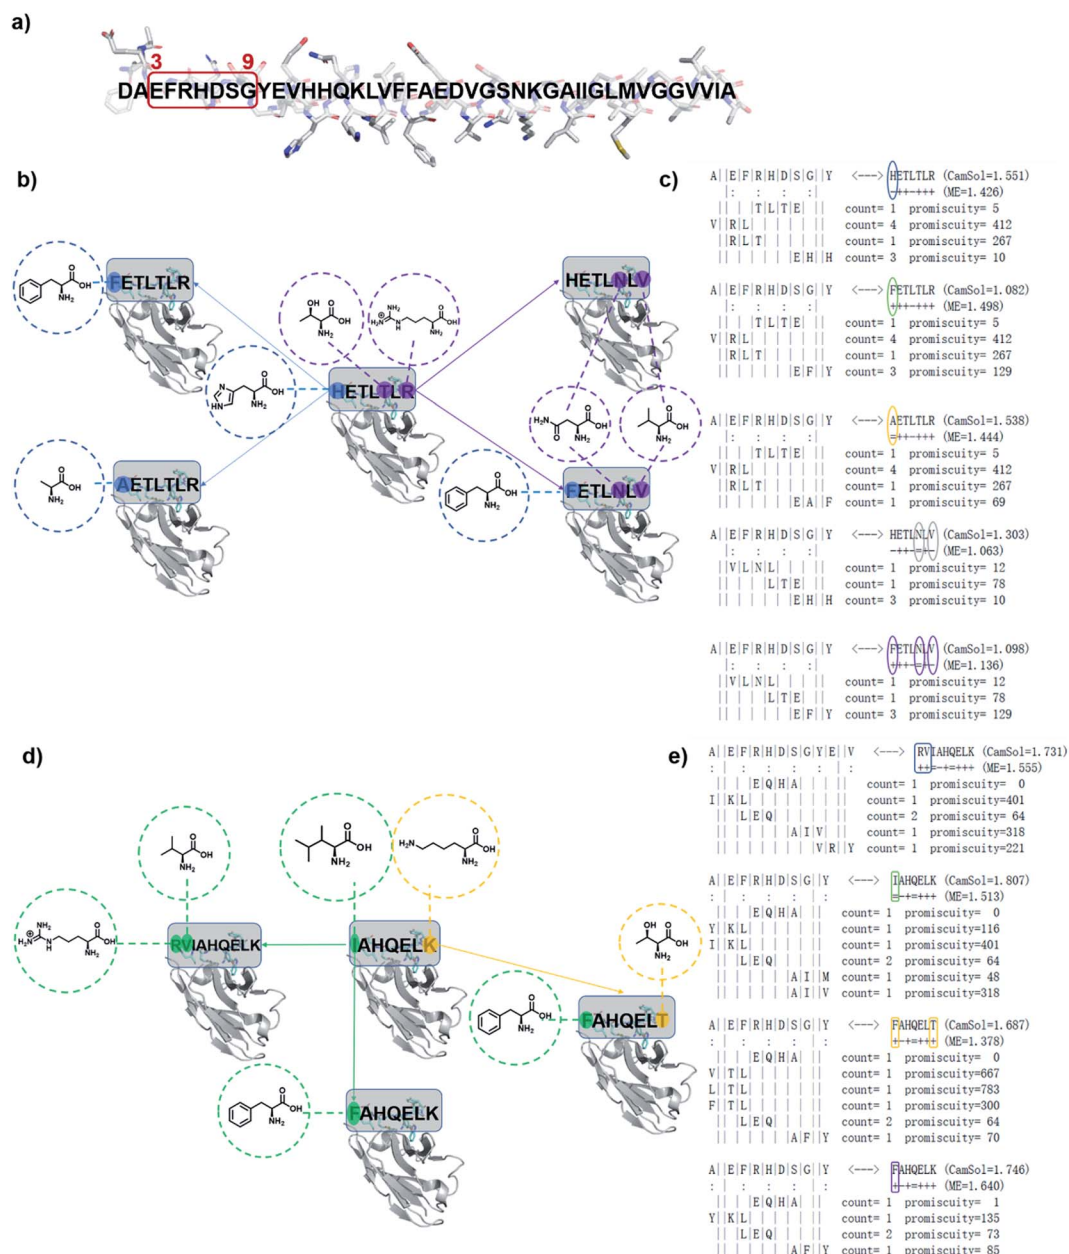 a)
3 9
DAEFRHDSGYEVHHQKLVFFAEDVGSNKGAIIGLMVGGVVIA
b)
FETLTLR
HETLNLV
HETLTLR
AETLTLR
FETLNLV
c)
A||E|F|R|H|D|S|G||Y <---> HETLTLR (CamSol=1.551)
|: : : :| -++-+++ (ME=1.426)
|| | |T|L|T|E| || count= 1 promiscuity= 5
V||R|L| | | | | || count= 4 promiscuity= 412
||R|L|T | | | | || count= 1 promiscuity= 267
|| | | | | |E|H||H count= 3 promiscuity= 10
A||E|F|R|H|D|S|G||Y <---> FETLTLR (CamSol=1.082)
|: : : :| +++-+++ (ME=1.498)
|| | |T|L|T|E| || count= 1 promiscuity= 5
V||R|L| | | | | || count= 4 promiscuity= 412
||R|L|T | | | | || count= 1 promiscuity= 267
|| | | | | |E|F||Y count= 3 promiscuity= 129
A||E|F|R|H|D|S|G||Y <---> AETLTLR (CamSol=1.538)
|: : : :| =++-+++ (ME=1.444)
|| | |T|L|T|E| || count= 1 promiscuity= 5
V||R|L| | | | | || count= 4 promiscuity= 412
||R|L|T | | | | || count= 1 promiscuity= 267
|| | | | | |E|A||F count= 1 promiscuity= 69
A||E|F|R|H|D|S|G||Y <---> HETLNLV (CamSol=1.303)
|: : : :| -++-=+- (ME=1.063)
||V|L|N|L| | | || count= 1 promiscuity= 12
|| | | |L|T|E| || count= 1 promiscuity= 78
|| | | | | |E|H||H count= 3 promiscuity= 10
A||E|F|R|H|D|S|G||Y <---> FETLNLV (CamSol=1.098)
|: : : :| +++-=+- (ME=1.136)
||V|L|N|L| | | || count= 1 promiscuity= 12
|| | | |L|T|E| || count= 1 promiscuity= 78
|| | | | | |E|F||Y count= 3 promiscuity= 129
d)
RVIAHQELK
IAHQELK
FAHQELT
FAHQELK
e)
A||E|F|R|H|D|S|G|Y|E||V <---> RVIAHQELK (CamSol=1.731)
: |: : : : : | : ++=-+=+++ (ME=1.555)
|| | |E|Q|H|A| | | || count= 1 promiscuity= 0
I||K|L| | | | | | | || count= 1 promiscuity=401
|| |L|E|Q| | | | | || count= 2 promiscuity= 64
|| | | | | |A|I|V| || count= 1 promiscuity=318
|| | | | | | | |V|R||Y count= 1 promiscuity=221
A||E|F|R|H|D|S|G||Y <---> IAHQELK (CamSol=1.807)
: |: : : : | : =-+=+++ (ME=1.513)
|| | |E|Q|H|A| || count= 1 promiscuity= 0
Y||K|L| | | | | || count= 1 promiscuity=116
I||K|L| | | | | || count= 1 promiscuity=401
|| |L|E|Q| | | || count= 2 promiscuity= 64
|| | | | | |A|I||M count= 1 promiscuity= 48
|| | | | | |A|I||V count= 1 promiscuity=318
A||E|F|R|H|D|S|G||Y <---> FAHQELT (CamSol=1.687)
: |: : : : | : +-+=+++ (ME=1.378)
|| | |E|Q|H|A| || count= 1 promiscuity= 0
V||T|L| | | | | || count= 1 promiscuity=667
L||T|L| | | | | || count= 1 promiscuity=783
F||T|L| | | | | || count= 1 promiscuity=300
|| |L|E|Q| | | || count= 2 promiscuity= 64
|| | | | | |A|F||Y count= 1 promiscuity= 70
A||E|F|R|H|D|S|G||Y <---> FAHQELK (CamSol=1.746)
: |: : : : | : +-+=+++ (ME=1.640)
|| | |E|Q|H|A| || count= 1 promiscuity= 1
Y||K|L| | | | | || count= 1 promiscuity=135
|| |L|E|Q| | | || count= 2 promiscuity= 73
|| | | | | |A|F||Y count= 1 promiscuity= 85